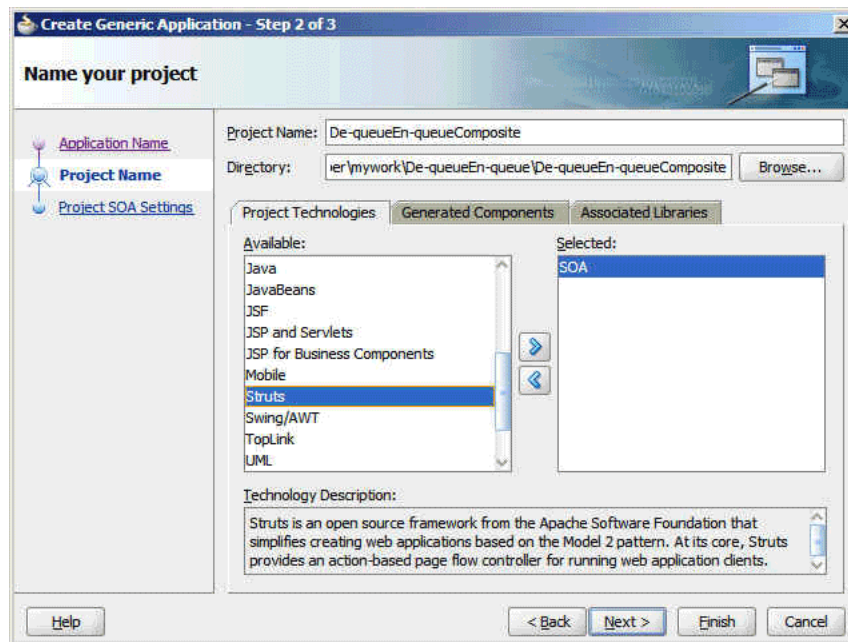 Create Generic Application - Step 2 of 3
Name your project
Application Name
Project Name
Project SOA Settings
Project Name: De-queueEn-queueComposite
Directory: er\mywork\De-queueEn-queue\De-queueEn-queueComposite Browse...
Project Technologies Generated Components Associated Libraries
Available: Selected:
Java SOA
JavaBeans
JSF
JSP and Servlets
JSP for Business Components
Mobile
Struts
Swing/AWT
TopLink
UML
Technology Description:
Struts is an open source framework from the Apache Software Foundation that
simplifies creating web applications based on the Model 2 pattern. At its core, Struts
provides an action-based page flow controller for running web application clients.
Help < Back Next > Finish Cancel